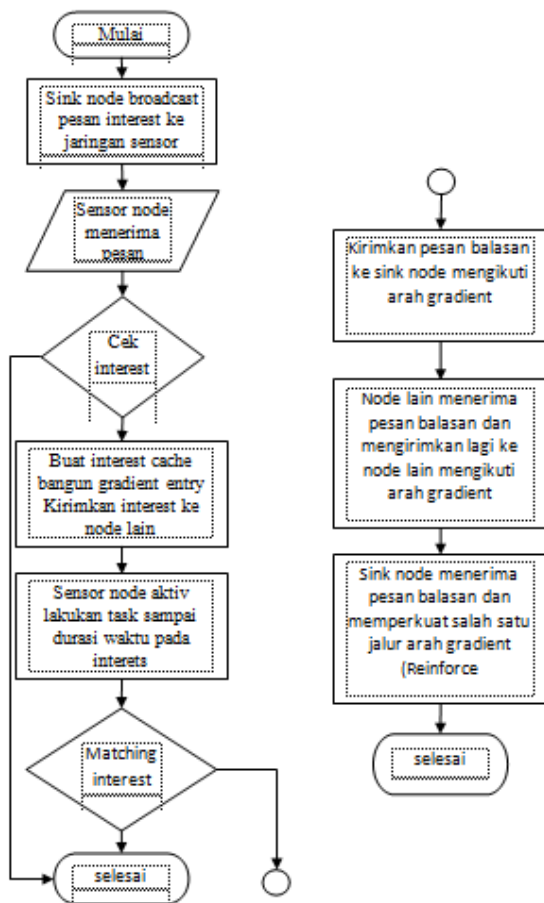 Mulai
Sink node broadcast
pesan interest ke
jaringan sensor
Sensor node
menerima
pesan
Cek
interest
Buat interest cache
bangun gradient entry
Kirimkan interest ke
node lain
Sensor node aktiv
lakukan task sampai
durasi waktu pada
interets
Matching
interest
selesai
Kirimkan pesan balasan
ke sink node mengikuti
arah gradient
Node lain menerima
pesan balasan dan
mengirimkan lagi ke
node lain mengikuti
arah gradient
Sink node menerima
pesan balasan dan
memperkuat salah satu
jalur arah gradient
(Reinforce
selesai